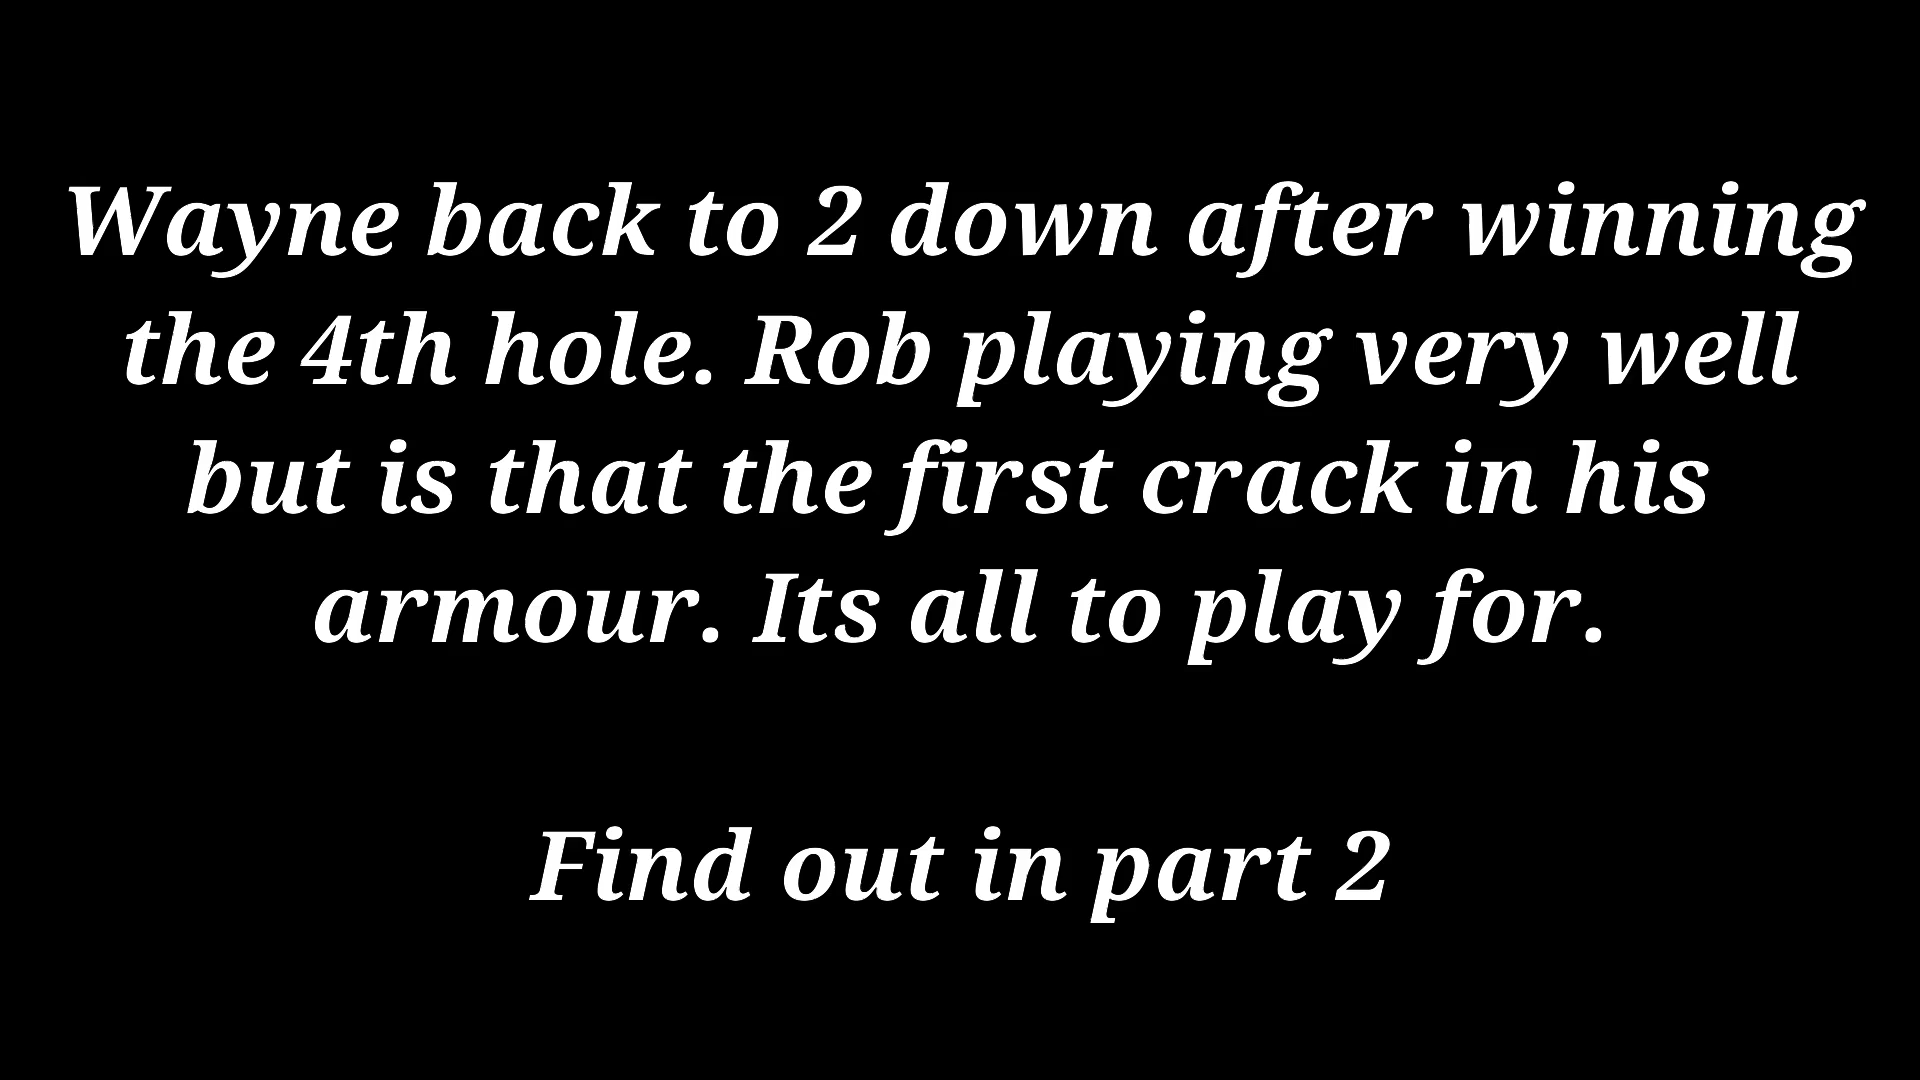 Wayne back to 2 down after winning
the 4th hole. Rob playing very well
but is that the first crack in his
armour. Its all to play for.
Find out in part 2